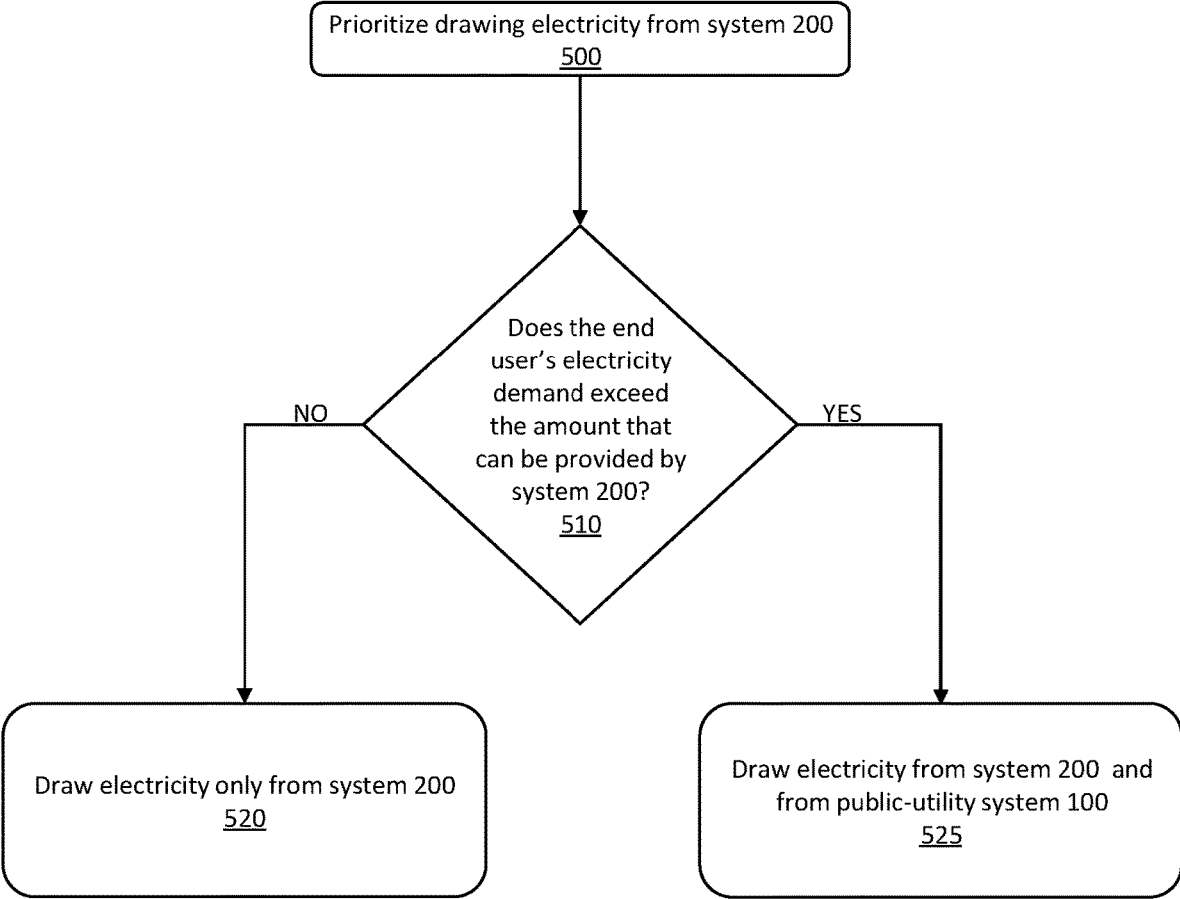 Prioritize drawing electricity from system 200
500
Does the end
user’s electricity
demand exceed
the amount that
can be provided by
system 200?
510
NO
YES
Draw electricity only from system 200
520
Draw electricity from system 200 and
from public-utility system 100
525